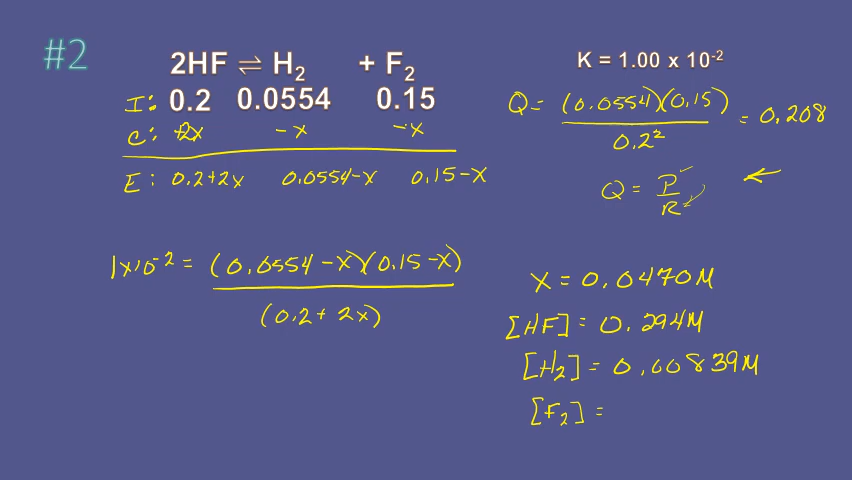 #2
2HF ⇌ H₂ + F₂
I: 0.2 0.0554 0.15
C: +2x -x -x
E: 0.2+2x 0.0554-x 0.15-x
1x10⁻² = (0.0554-x)(0.15-x)
(0.2+2x)
K = 1.00 x 10⁻²
Q = (0.0554)(0.15) = 0.208
0.2²
Q = P
R
←
x = 0.0470M
[HF] = 0.294M
[H₂] = 0.00839M
[F₂] =